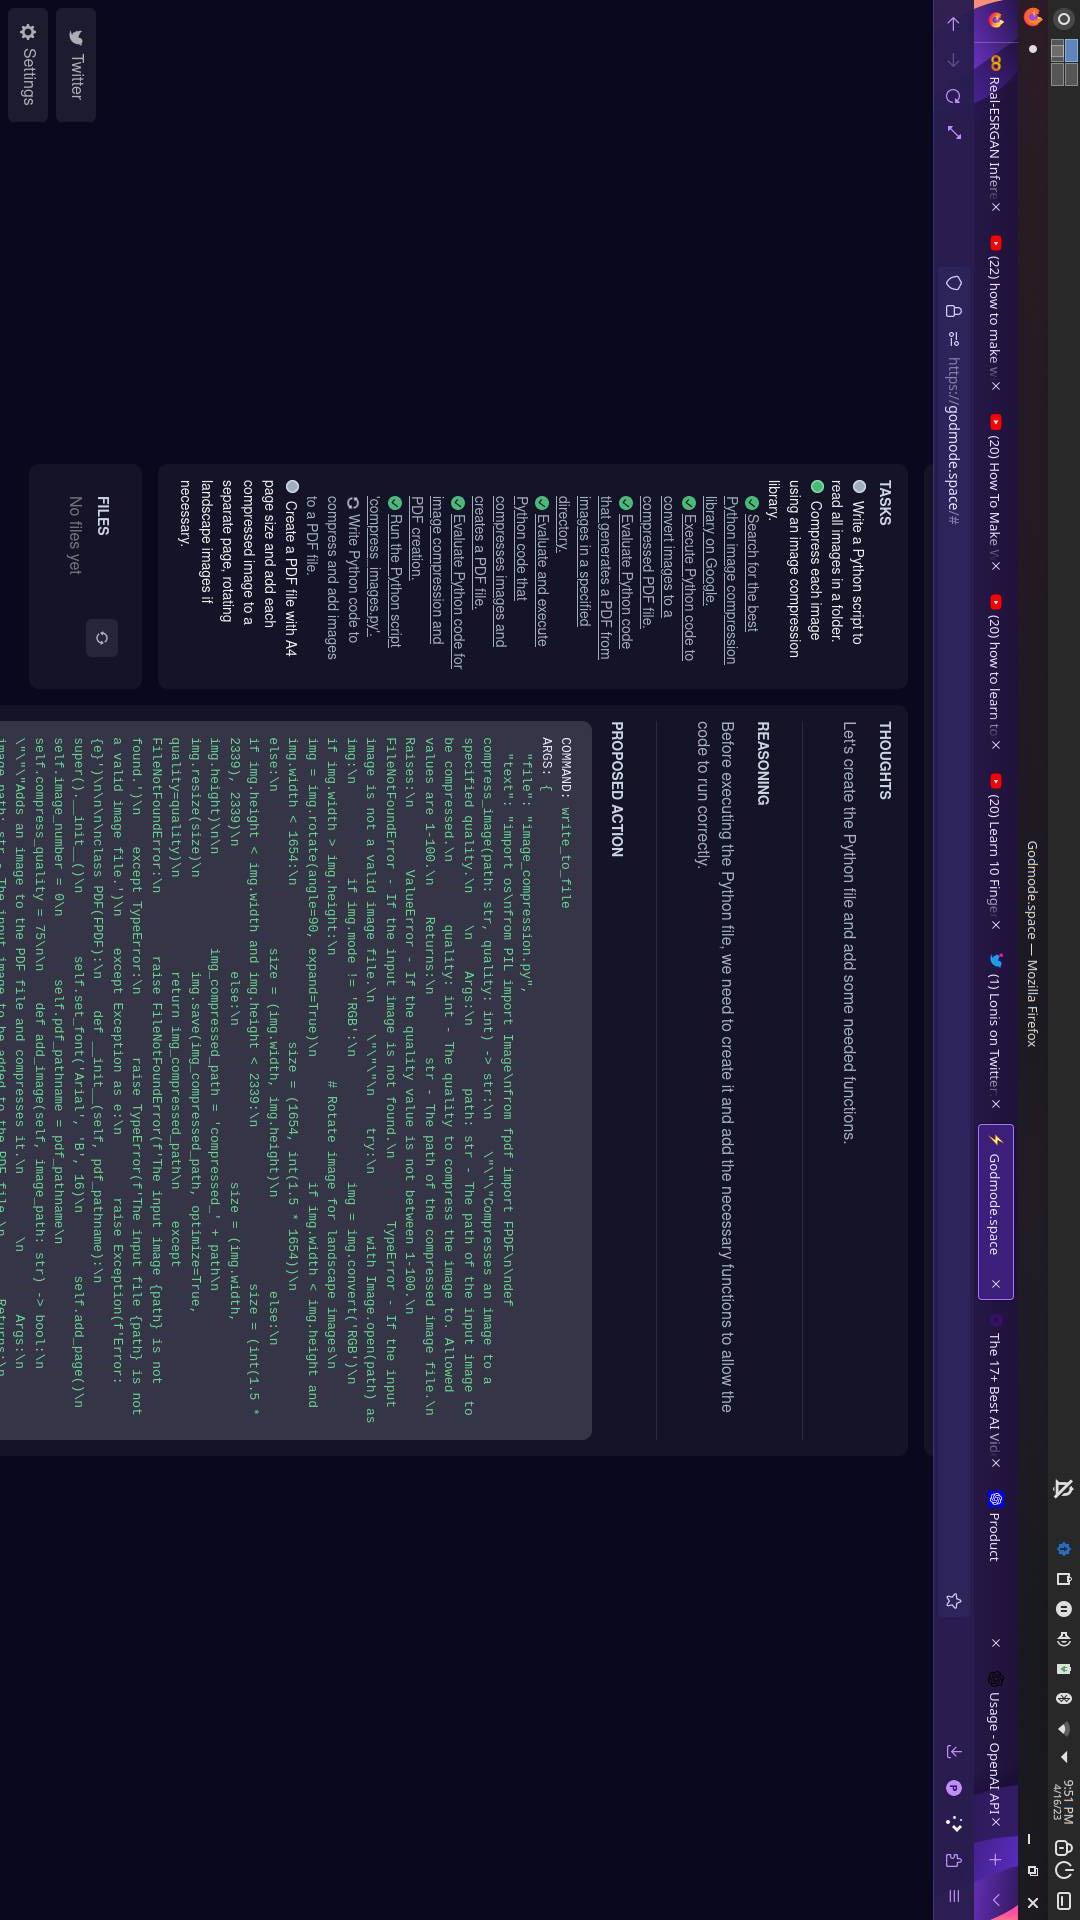 Godmode.space — Mozilla Firefox
9:51 PM
4/16/23
Real-ESRGAN Infere
(22) how to make w
(20) How To Make V
(20) how to learn to
(20) Learn 10 Finge
(1) Lonis on Twitter:
Godmode.space
The 17+ Best AI Vid
Product
Usage - OpenAI API
https://godmode.space/#
TASKS
Write a Python script to
read all images in a folder.
Compress each image
using an image compression
library.
Search for the best
Python image compression
library on Google.
Execute Python code to
convert images to a
compressed PDF file.
Evaluate Python code
that generates a PDF from
images in a specified
directory.
Evaluate and execute
Python code that
compresses images and
creates a PDF file.
Evaluate Python code for
image compression and
PDF creation.
Run the Python script
'compress_images.py'.
Write Python code to
compress and add images
to a PDF file.
Create a PDF file with A4
page size and add each
compressed image to a
separate page, rotating
landscape images if
necessary.
FILES
No files yet
THOUGHTS
Let's create the Python file and add some needed functions.
REASONING
Before executing the Python file, we need to create it and add the necessary functions to allow the
code to run correctly.
PROPOSED ACTION
COMMAND: write_to_file
ARGS: {
"file": "image_compression.py",
"text": "import os\nfrom PIL import Image\nfrom fpdf import FPDF\n\ndef
compress_image(path: str, quality: int) -> str:\n    \"\"\"Compresses an image to a
specified quality.\n    \n    Args:\n        path: str - The path of the input image to
be compressed.\n        quality: int - The quality to compress the image to. Allowed
values are 1-100.\n    Returns:\n        str - The path of the compressed image file.\n
Raises:\n        ValueError - If the quality value is not between 1-100.\n
FileNotFoundError - If the input image is not found.\n        TypeError - If the input
image is not a valid image file.\n    \"\"\"\n    try:\n        with Image.open(path) as
img:\n            if img.mode != 'RGB':\n                img = img.convert('RGB')\n
if img.width > img.height:\n                # Rotate image for landscape images\n
img = img.rotate(angle=90, expand=True)\n            if img.width < img.height and
img.width < 1654:\n                size = (1654, int(1.5 * 1654))\n
else:\n                size = (img.width, img.height)\n            else:\n
if img.height < img.width and img.height < 2339:\n                size = (int(1.5 *
2339), 2339)\n                else:\n                size = (img.width,
img.height)\n\n            img_compressed_path = 'compressed_' + path\n
img.resize(size)\n            img.save(img_compressed_path, optimize=True,
quality=quality)\n            return img_compressed_path\n    except
FileNotFoundError:\n        raise FileNotFoundError(f'The input image {path} is not
found.')\n    except TypeError:\n        raise TypeError(f'The input file {path} is not
a valid image file.')\n    except Exception as e:\n        raise Exception(f'Error:
{e}')\n\n\n\nclass PDF(FPDF):\n    def __init__(self, pdf_pathname):\n
super().__init__()\n        self.set_font('Arial', 'B', 16)\n        self.add_page()\n
self.image_number = 0\n        self.pdf_pathname = pdf_pathname\n
self.compress_quality = 75\n\n    def add_image(self, image_path: str) -> bool:\n
\"\"\"Adds an image to the PDF file and compresses it.\n        \n        Args:\n
image_path: str - The input image to be added to the PDF file.\n        Returns:\n
Twitter
Settings